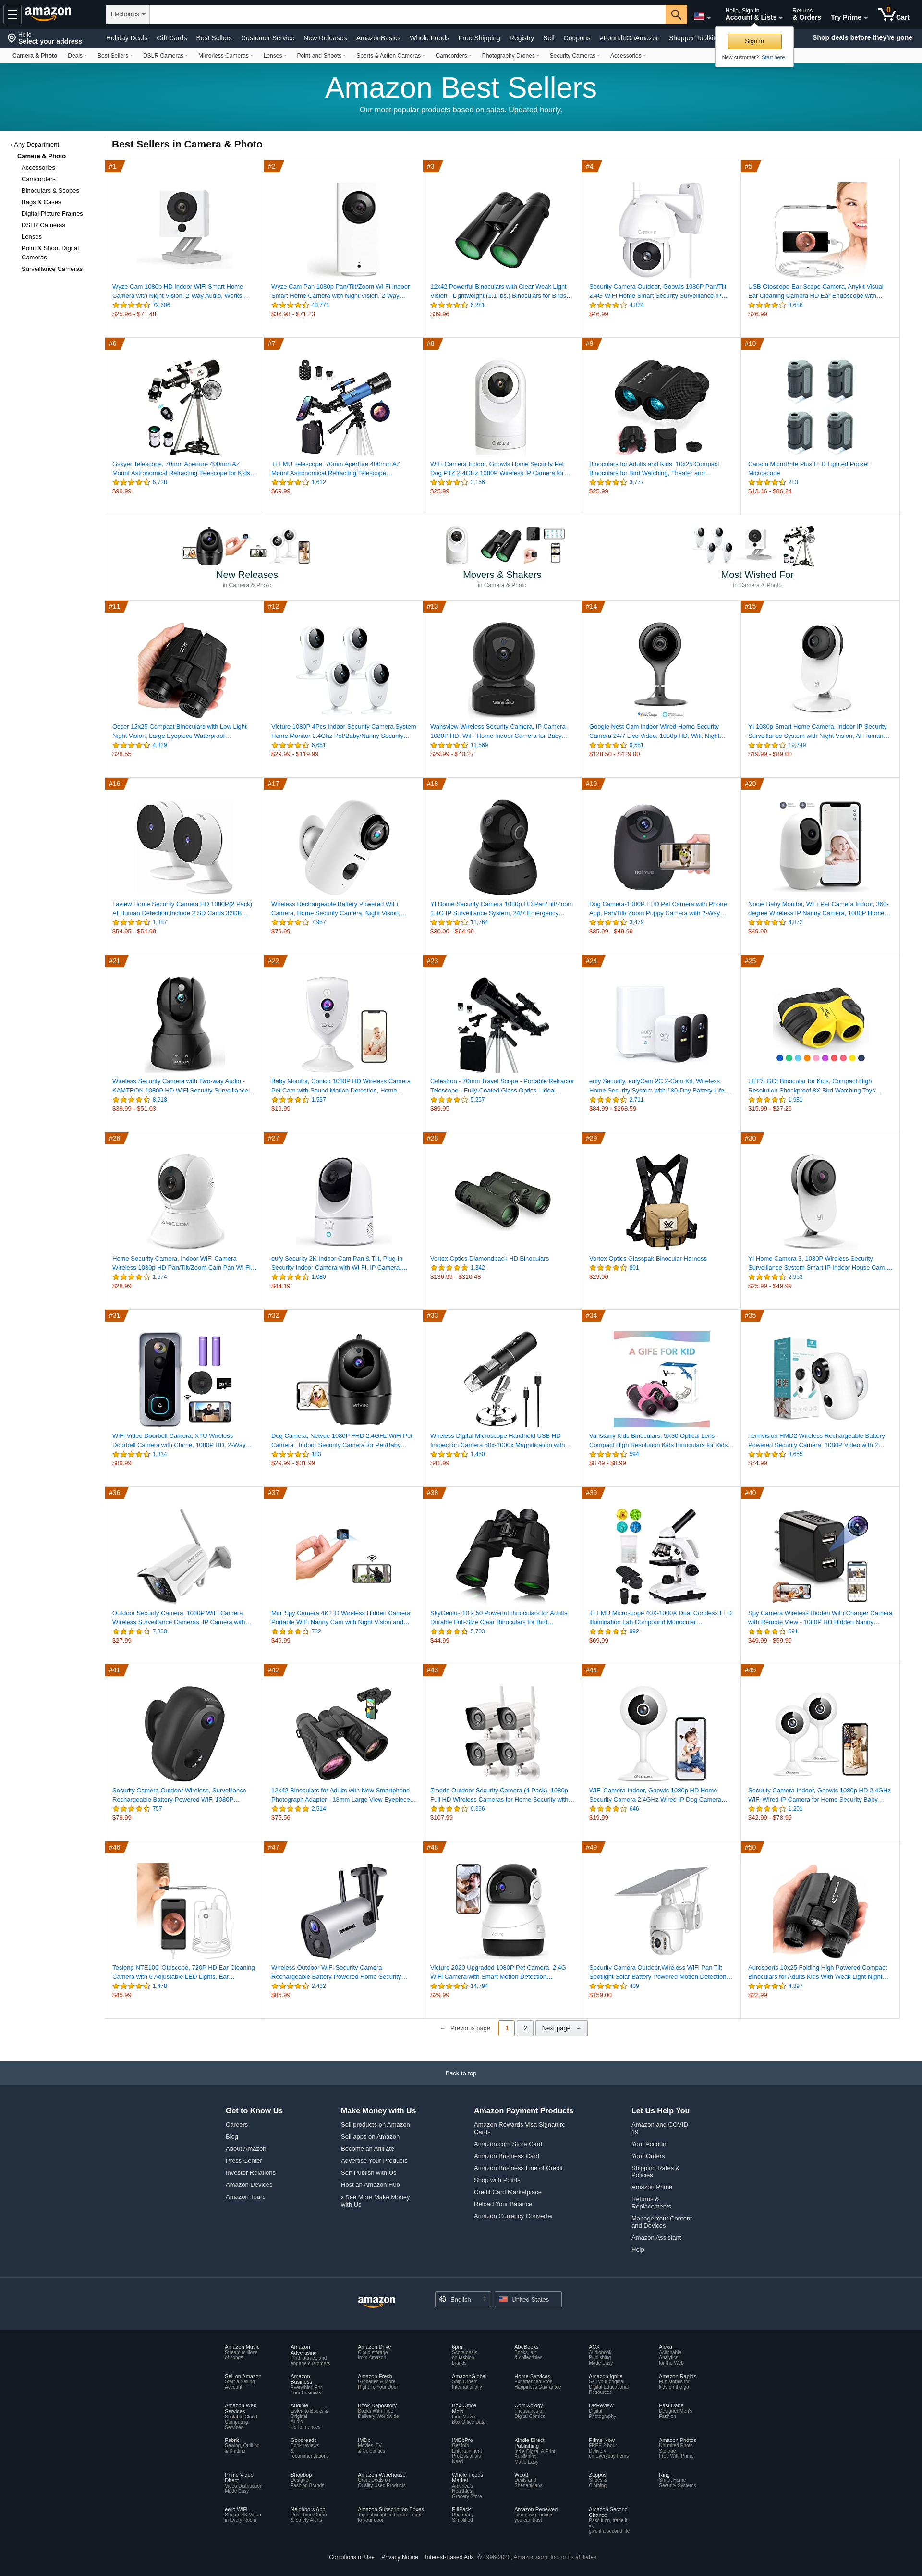 amazon
Electronics
Hello, Sign in
Account & Lists
Returns
& Orders
Try Prime
0
Cart
Hello
Select your address
Holiday Deals
Gift Cards
Best Sellers
Customer Service
New Releases
AmazonBasics
Whole Foods
Free Shipping
Registry
Sell
Coupons
#FoundItOnAmazon
Shopper Toolkit
Shop deals before they're gone
Sign in
New customer? Start here.
Camera & Photo
Deals
Best Sellers
DSLR Cameras
Mirrorless Cameras
Lenses
Point-and-Shoots
Sports & Action Cameras
Camcorders
Photography Drones
Security Cameras
Accessories
Amazon Best Sellers
Our most popular products based on sales. Updated hourly.
‹ Any Department
Camera & Photo
Accessories
Camcorders
Binoculars & Scopes
Bags & Cases
Digital Picture Frames
DSLR Cameras
Lenses
Point & Shoot Digital
Cameras
Surveillance Cameras
Best Sellers in Camera & Photo
#1
Wyze Cam 1080p HD Indoor WiFi Smart Home
Camera with Night Vision, 2-Way Audio, Works…
72,606
$25.96 - $71.48
#2
Wyze Cam Pan 1080p Pan/Tilt/Zoom Wi-Fi Indoor
Smart Home Camera with Night Vision, 2-Way…
40,771
$36.98 - $71.23
#3
12x42 Powerful Binoculars with Clear Weak Light
Vision - Lightweight (1.1 lbs.) Binoculars for Birds…
6,281
$39.96
#4
Security Camera Outdoor, Goowls 1080P Pan/Tilt
2.4G WiFi Home Smart Security Surveillance IP…
4,834
$46.99
#5
USB Otoscope-Ear Scope Camera, Anykit Visual
Ear Cleaning Camera HD Ear Endoscope with…
3,686
$26.99
#6
Gskyer Telescope, 70mm Aperture 400mm AZ
Mount Astronomical Refracting Telescope for Kids…
6,738
$99.99
#7
TELMU Telescope, 70mm Aperture 400mm AZ
Mount Astronomical Refracting Telescope…
1,612
$69.99
#8
WiFi Camera Indoor, Goowls Home Security Pet
Dog PTZ 2.4GHz 1080P Wireless IP Camera for…
3,156
$25.99
#9
Binoculars for Adults and Kids, 10x25 Compact
Binoculars for Bird Watching, Theater and…
3,777
$25.99
#10
Carson MicroBrite Plus LED Lighted Pocket
Microscope
283
$13.46 - $86.24
New Releases
in Camera & Photo
Movers & Shakers
in Camera & Photo
Most Wished For
in Camera & Photo
#11
Occer 12x25 Compact Binoculars with Low Light
Night Vision, Large Eyepiece Waterproof…
4,829
$28.55
#12
Victure 1080P 4Pcs Indoor Security Camera System
Home Monitor 2.4Ghz Pet/Baby/Nanny Security…
6,651
$29.99 - $119.99
#13
Wansview Wireless Security Camera, IP Camera
1080P HD, WiFi Home Indoor Camera for Baby…
11,569
$29.99 - $40.27
#14
Google Nest Cam Indoor Wired Home Security
Camera 24/7 Live Video, 1080p HD, Wifi, Night…
9,551
$128.50 - $429.00
#15
YI 1080p Smart Home Camera, Indoor IP Security
Surveillance System with Night Vision, AI Human…
19,749
$19.99 - $89.00
#16
Laview Home Security Camera HD 1080P(2 Pack)
AI Human Detection,Include 2 SD Cards,32GB…
1,387
$54.95 - $54.99
#17
Wireless Rechargeable Battery Powered WiFi
Camera, Home Security Camera, Night Vision,…
7,957
$79.99
#18
YI Dome Security Camera 1080p HD Pan/Tilt/Zoom
2.4G IP Surveillance System, 24/7 Emergency…
11,764
$30.00 - $64.99
#19
netvue
Dog Camera-1080P FHD Pet Camera with Phone
App, Pan/Tilt/ Zoom Puppy Camera with 2-Way…
3,479
$35.99 - $49.99
#20
Nooie Baby Monitor, WiFi Pet Camera Indoor, 360-
degree Wireless IP Nanny Camera, 1080P Home…
4,872
$49.99
#21
Wireless Security Camera with Two-way Audio -
KAMTRON 1080P HD WiFi Security Surveillance…
8,618
$39.99 - $51.03
#22
Baby Monitor, Conico 1080P HD Wireless Camera
Pet Cam with Sound Motion Detection, Home…
1,537
$19.99
#23
Celestron - 70mm Travel Scope - Portable Refractor
Telescope - Fully-Coated Glass Optics - Ideal…
5,257
$89.95
#24
eufy Security, eufyCam 2C 2-Cam Kit, Wireless
Home Security System with 180-Day Battery Life,…
2,711
$84.99 - $268.59
#25
LET'S GO! Binocular for Kids, Compact High
Resolution Shockproof 8X Bird Watching Toys…
1,981
$15.99 - $27.26
#26
AMICCOM
Home Security Camera, Indoor WiFi Camera
Wireless 1080p HD Pan/Tilt/Zoom Cam Pan Wi-Fi…
1,574
$28.99
#27
eufy
eufy Security 2K Indoor Cam Pan & Tilt, Plug-in
Security Indoor Camera with Wi-Fi, IP Camera,…
1,080
$44.19
#28
Vortex Optics Diamondback HD Binoculars
1,342
$136.99 - $310.48
#29
Vortex Optics Glasspak Binocular Harness
801
$29.00
#30
YI Home Camera 3, 1080P Wireless Security
Surveillance System Smart IP Indoor House Cam,…
2,953
$25.99 - $49.99
#31
WiFi Video Doorbell Camera, XTU Wireless
Doorbell Camera with Chime, 1080P HD, 2-Way…
1,814
$89.99
#32
netvue
Dog Camera, Netvue 1080P FHD 2.4GHz WiFi Pet
Camera , Indoor Security Camera for Pet/Baby…
183
$29.99 - $31.99
#33
Wireless Digital Microscope Handheld USB HD
Inspection Camera 50x-1000x Magnification with…
1,450
$41.99
#34
A GIFE FOR KID
Vanstarry Kids Binoculars, 5X30 Optical Lens -
Compact High Resolution Kids Binoculars for Kids…
594
$8.49 - $8.99
#35
heimvision HMD2 Wireless Rechargeable Battery-
Powered Security Camera, 1080P Video with 2…
3,655
$74.99
#36
Outdoor Security Camera, 1080P WiFi Camera
Wireless Surveillance Cameras, IP Camera with…
7,330
$27.99
#37
Mini Spy Camera 4K HD Wireless Hidden Camera
Portable WiFi Nanny Cam with Night Vision and…
722
$49.99
#38
SkyGenius 10 x 50 Powerful Binoculars for Adults
Durable Full-Size Clear Binoculars for Bird…
5,703
$44.99
#39
TELMU Microscope 40X-1000X Dual Cordless LED
Illumination Lab Compound Monocular…
992
$69.99
#40
Spy Camera Wireless Hidden WiFi Charger Camera
with Remote View - 1080P HD Hidden Nanny…
691
$49.99 - $59.99
#41
Security Camera Outdoor Wireless, Surveillance
Rechargeable Battery-Powered WiFi 1080P…
757
$79.99
#42
12x42 Binoculars for Adults with New Smartphone
Photograph Adapter - 18mm Large View Eyepiece…
2,514
$75.56
#43
Zmodo Outdoor Security Camera (4 Pack), 1080p
Full HD Wireless Cameras for Home Security with…
6,396
$107.99
#44
WiFi Camera Indoor, Goowls 1080p HD Home
Security Camera 2.4GHz Wired IP Dog Camera…
646
$19.99
#45
Security Camera Indoor, Goowls 1080p HD 2.4GHz
WiFi Wired IP Camera for Home Security Baby…
1,201
$42.99 - $78.99
#46
Teslong NTE100i Otoscope, 720P HD Ear Cleaning
Camera with 6 Adjustable LED Lights, Ear…
1,478
$45.99
#47
Wireless Outdoor WiFi Security Camera,
Rechargeable Battery-Powered Home Security…
2,432
$85.99
#48
Victure 2020 Upgraded 1080P Pet Camera, 2.4G
WiFi Camera with Smart Motion Detection…
14,794
$29.99
#49
Security Camera Outdoor,Wireless WiFi Pan Tilt
Spotlight Solar Battery Powered Motion Detection…
409
$159.00
#50
Aurosports 10x25 Folding High Powered Compact
Binoculars for Adults Kids With Weak Light Night…
4,397
$22.99
← Previous page
1
2
Next page →
Back to top
Get to Know Us
Careers
Blog
About Amazon
Press Center
Investor Relations
Amazon Devices
Amazon Tours
Make Money with Us
Sell products on Amazon
Sell apps on Amazon
Become an Affiliate
Advertise Your Products
Self-Publish with Us
Host an Amazon Hub
› See More Make Money
with Us
Amazon Payment Products
Amazon Rewards Visa Signature
Cards
Amazon.com Store Card
Amazon Business Card
Amazon Business Line of Credit
Shop with Points
Credit Card Marketplace
Reload Your Balance
Amazon Currency Converter
Let Us Help You
Amazon and COVID-
19
Your Account
Your Orders
Shipping Rates &
Policies
Amazon Prime
Returns &
Replacements
Manage Your Content
and Devices
Amazon Assistant
Help
amazon
English
United States
Amazon Music
Stream millions
of songs
Amazon
Advertising
Find, attract, and
engage customers
Amazon Drive
Cloud storage
from Amazon
6pm
Score deals
on fashion
brands
AbeBooks
Books, art
& collectibles
ACX
Audiobook
Publishing
Made Easy
Alexa
Actionable
Analytics
for the Web
Sell on Amazon
Start a Selling
Account
Amazon
Business
Everything For
Your Business
Amazon Fresh
Groceries & More
Right To Your Door
AmazonGlobal
Ship Orders
Internationally
Home Services
Experienced Pros
Happiness Guarantee
Amazon Ignite
Sell your original
Digital Educational
Resources
Amazon Rapids
Fun stories for
kids on the go
Amazon Web
Services
Scalable Cloud
Computing
Services
Audible
Listen to Books &
Original
Audio
Performances
Book Depository
Books With Free
Delivery Worldwide
Box Office
Mojo
Find Movie
Box Office Data
ComiXology
Thousands of
Digital Comics
DPReview
Digital
Photography
East Dane
Designer Men's
Fashion
Fabric
Sewing, Quilting
& Knitting
Goodreads
Book reviews
&
recommendations
IMDb
Movies, TV
& Celebrities
IMDbPro
Get Info
Entertainment
Professionals
Need
Kindle Direct
Publishing
Indie Digital & Print
Publishing
Made Easy
Prime Now
FREE 2-hour
Delivery
on Everyday Items
Amazon Photos
Unlimited Photo
Storage
Free With Prime
Prime Video
Direct
Video Distribution
Made Easy
Shopbop
Designer
Fashion Brands
Amazon Warehouse
Great Deals on
Quality Used Products
Whole Foods
Market
America's
Healthiest
Grocery Store
Woot!
Deals and
Shenanigans
Zappos
Shoes &
Clothing
Ring
Smart Home
Security Systems
eero WiFi
Stream 4K Video
in Every Room
Neighbors App
Real-Time Crime
& Safety Alerts
Amazon Subscription Boxes
Top subscription boxes – right
to your door
PillPack
Pharmacy
Simplified
Amazon Renewed
Like-new products
you can trust
Amazon Second
Chance
Pass it on, trade it
in,
give it a second life
Conditions of Use
Privacy Notice
Interest-Based Ads
© 1996-2020, Amazon.com, Inc. or its affiliates